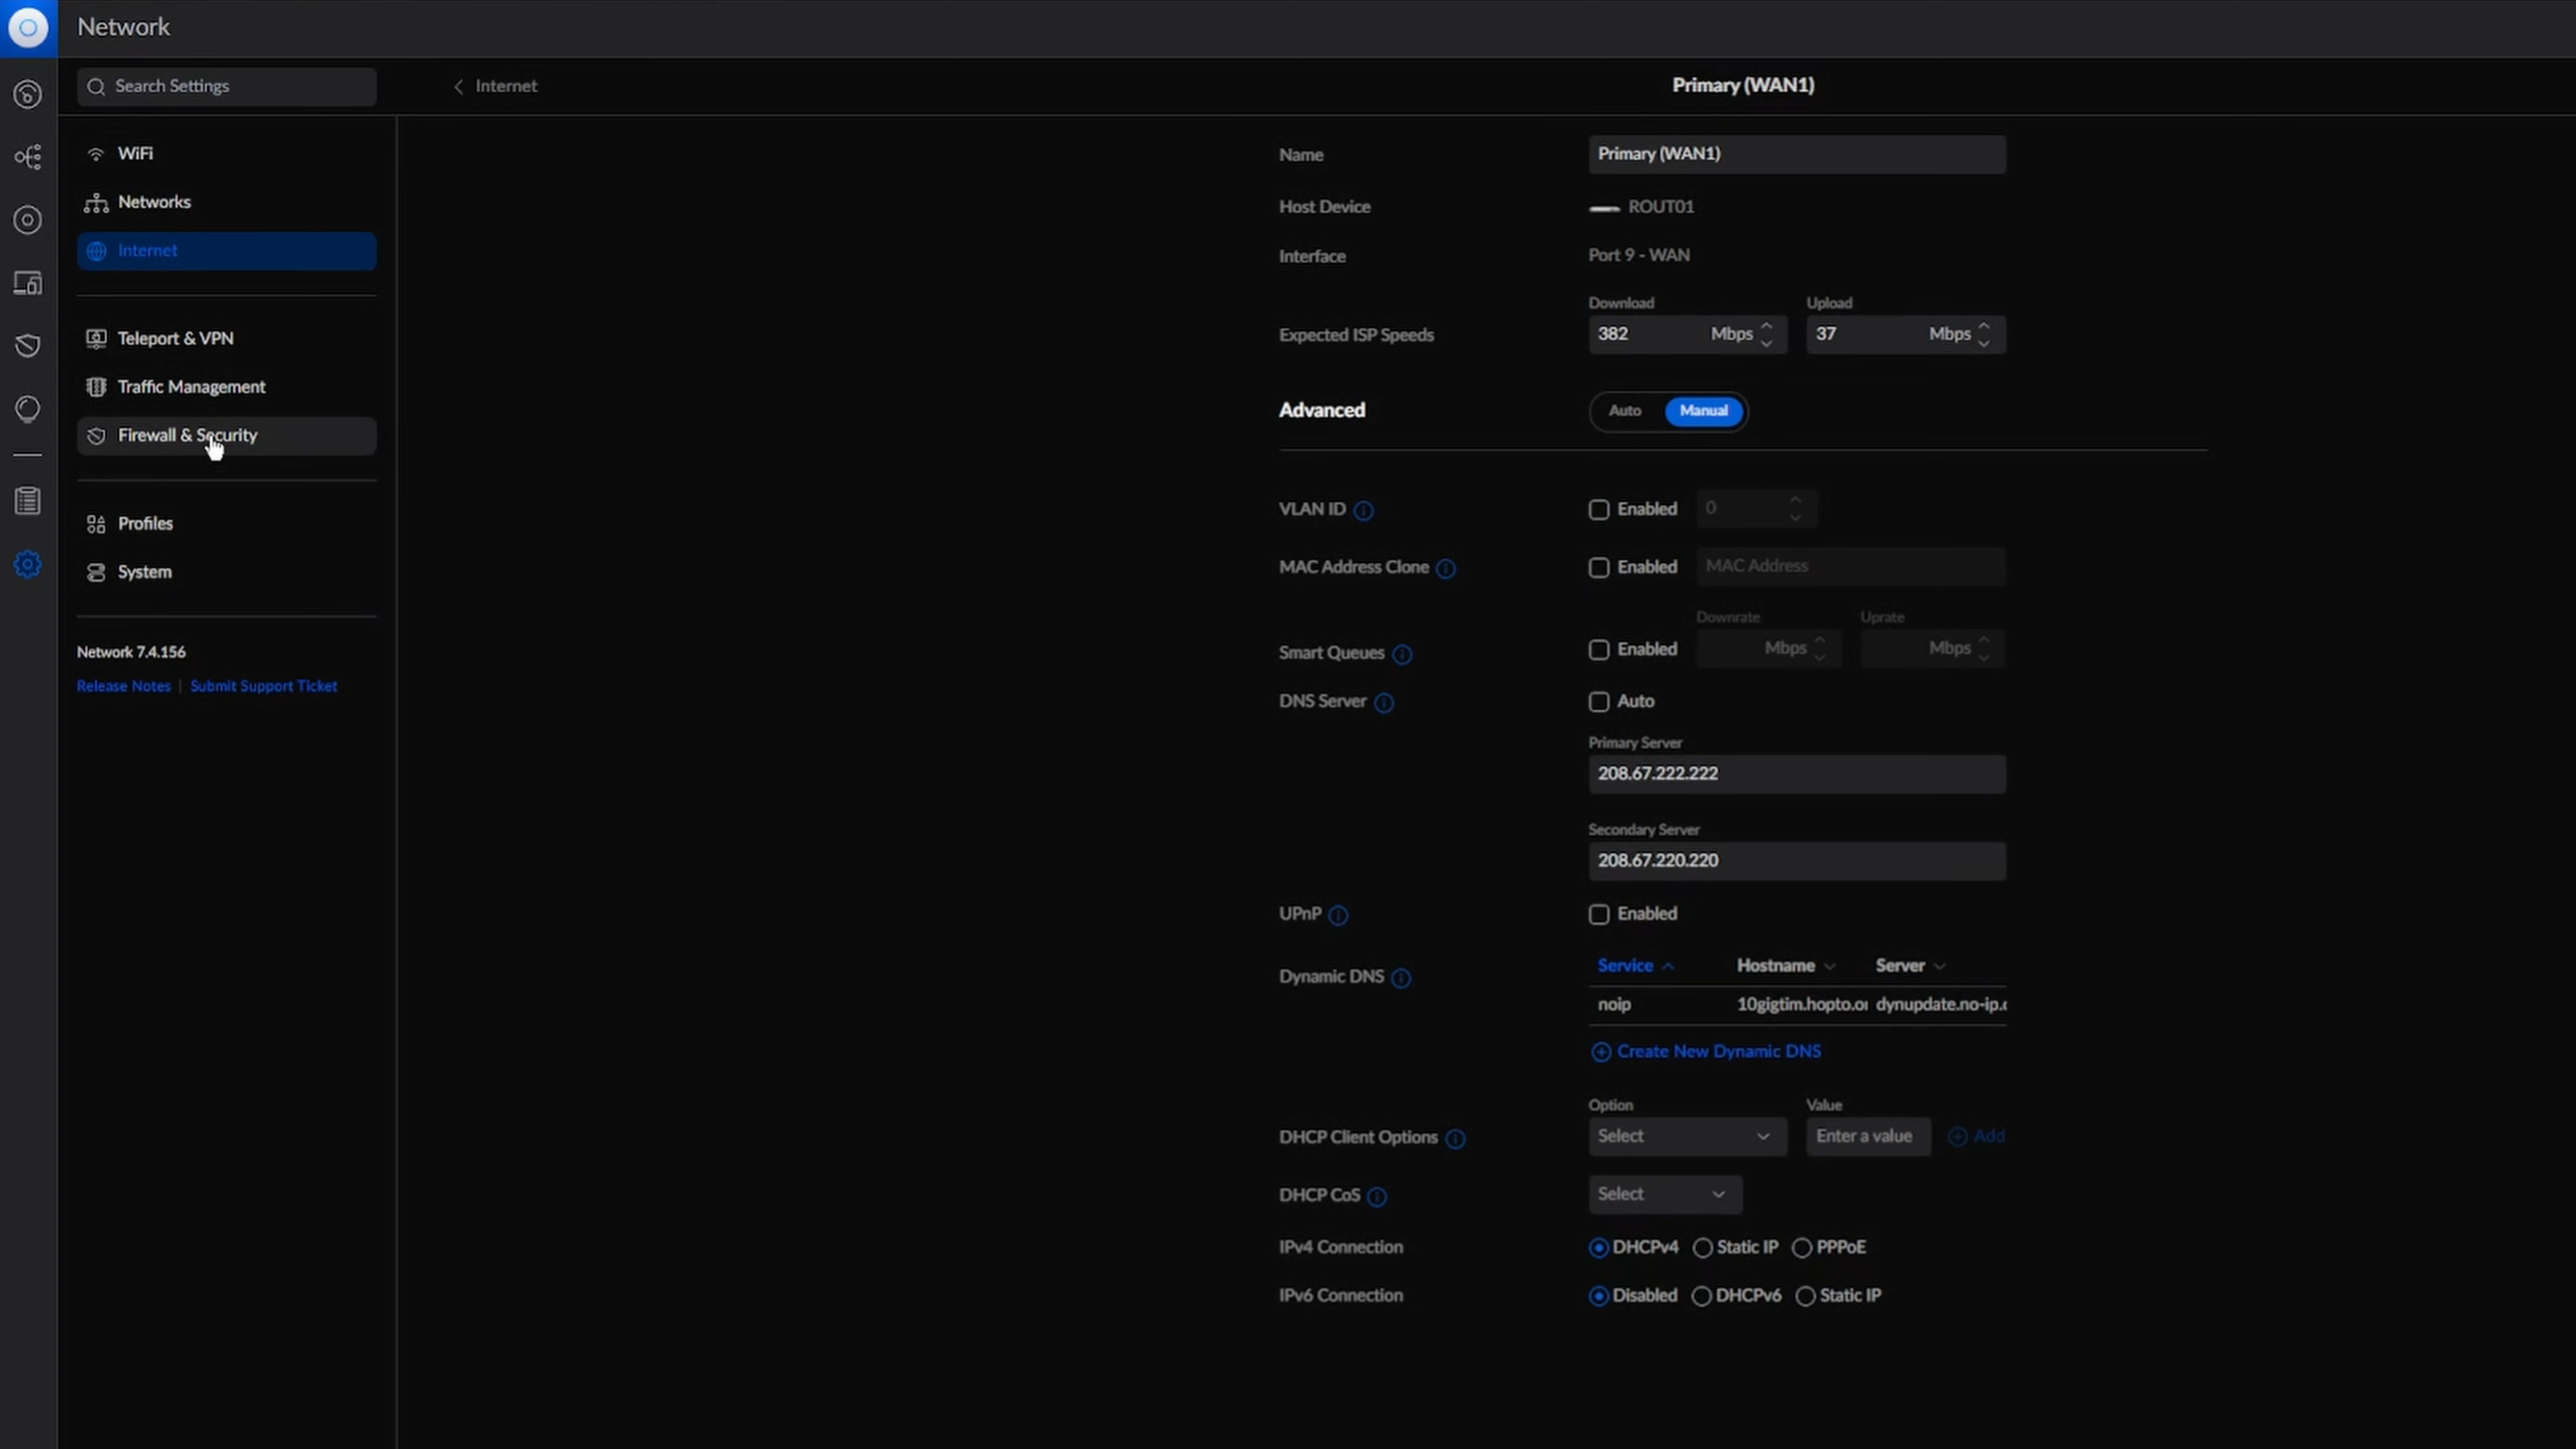 Network
Search Settings
Internet
Primary (WAN1)
WiFi
Networks
Internet
Teleport & VPN
Traffic Management
Firewall & Security
Profiles
System
Network 7.4.156
Release Notes | Submit Support Ticket
Name
Primary (WAN1)
Host Device
ROUT01
Interface
Port 9 - WAN
Download Upload
Expected ISP Speeds 382 Mbps 37 Mbps
Advanced Auto Manual
VLAN ID Enabled 0
MAC Address Clone Enabled MAC Address
Downrate Uprate
Smart Queues Enabled Mbps Mbps
DNS Server Auto
Primary Server
208.67.222.222
Secondary Server
208.67.220.220
UPnP Enabled
Service Hostname Server
Dynamic DNS
noip 10gigtim.hopto.or dynupdate.no-ip.c
Create New Dynamic DNS
Option Value
DHCP Client Options Select Enter a value Add
DHCP CoS Select
IPv4 Connection DHCPv4 Static IP PPPoE
IPv6 Connection Disabled DHCPv6 Static IP